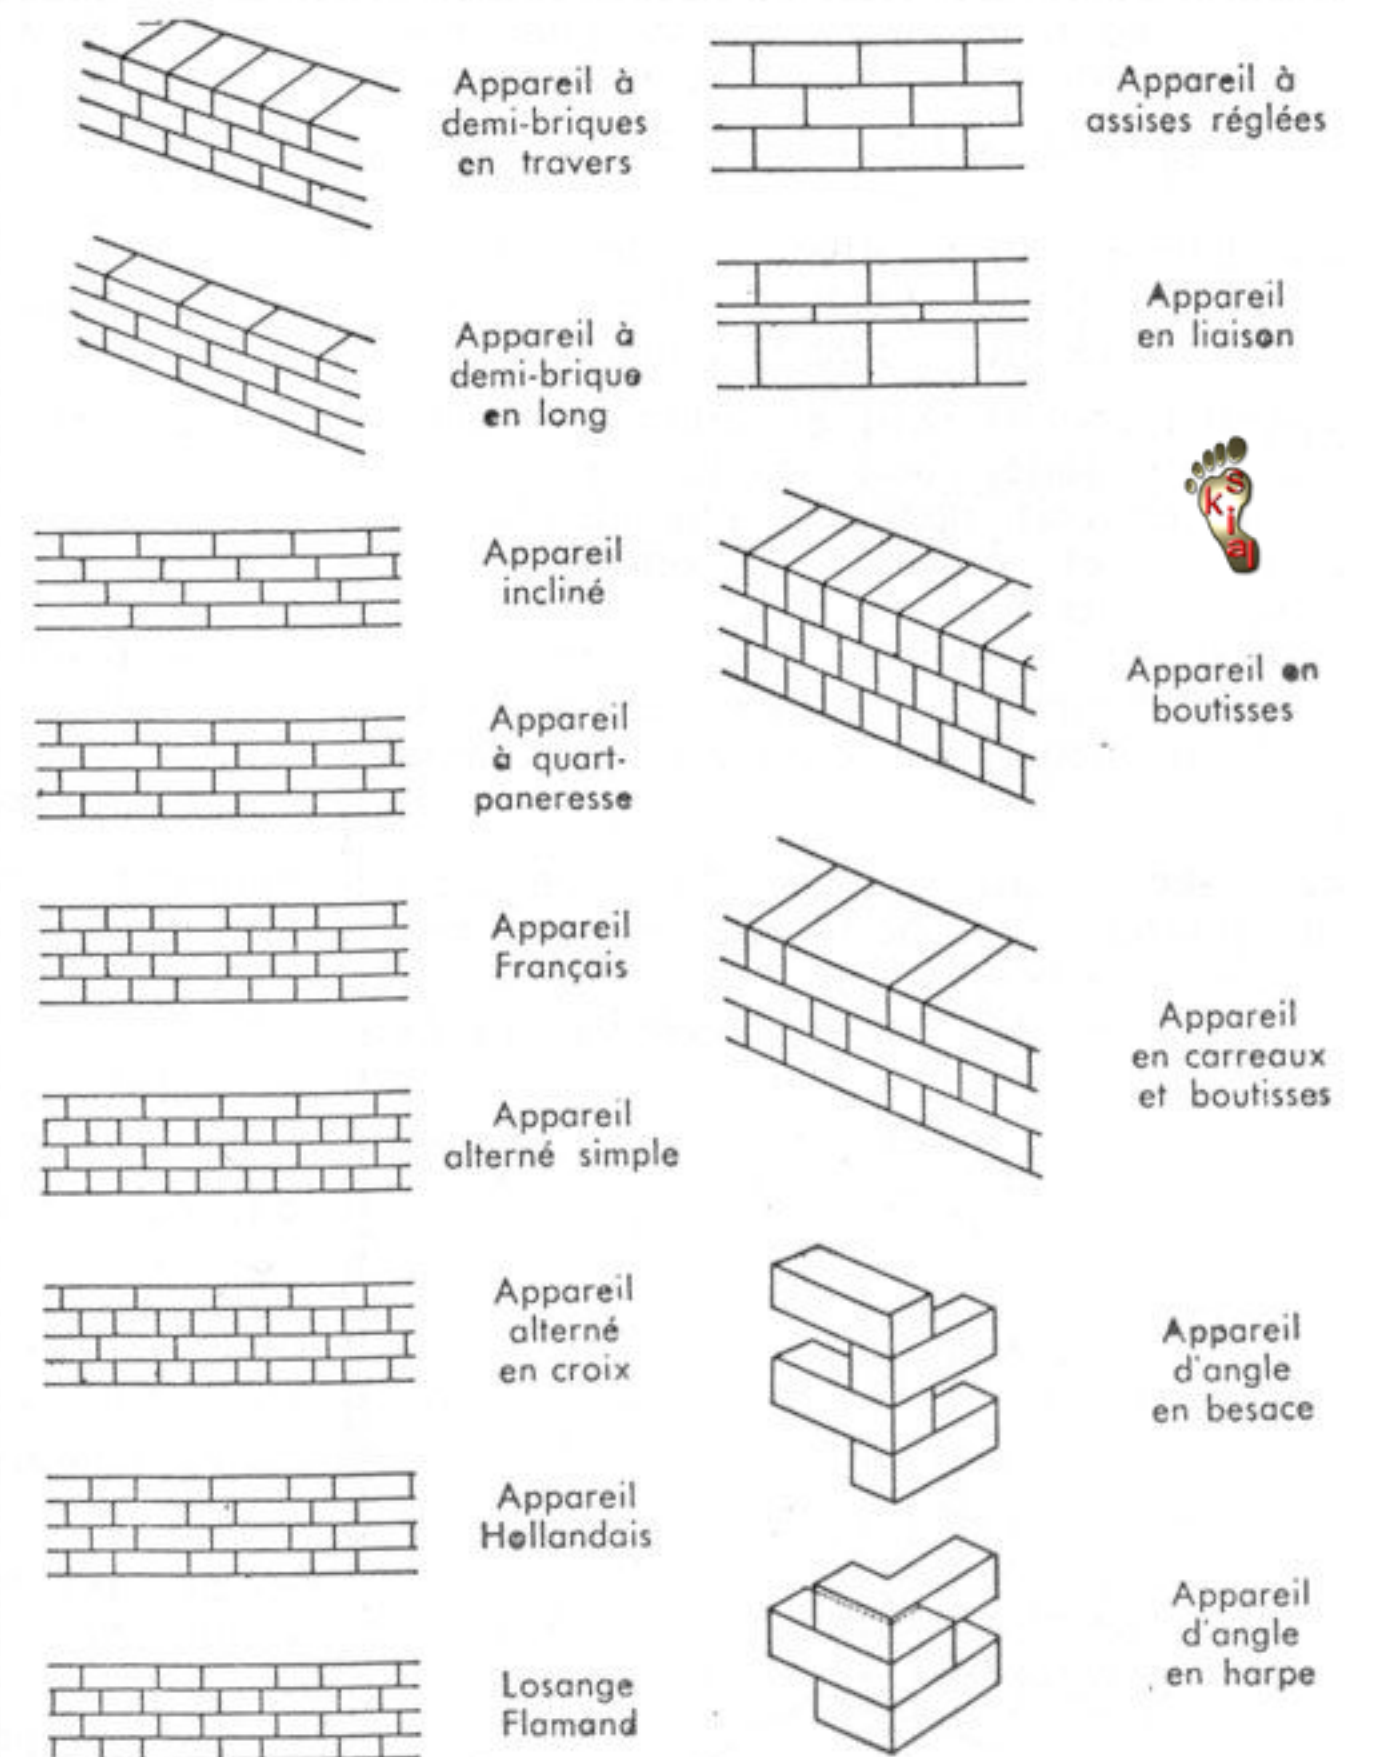 Appareil à
demi-briques
en travers
Appareil à
demi-brique
en long
Appareil
incliné
Appareil
à quart-
paneresse
Appareil
Français
Appareil
alterné simple
Appareil
alterné
en croix
Appareil
Hollandais
Losange
Flamand
Appareil à
assises réglées
Appareil
en liaison
ksial
Appareil en
boutisses
Appareil
en carreaux
et boutisses
Appareil
d'angle
en besace
Appareil
d'angle
en harpe